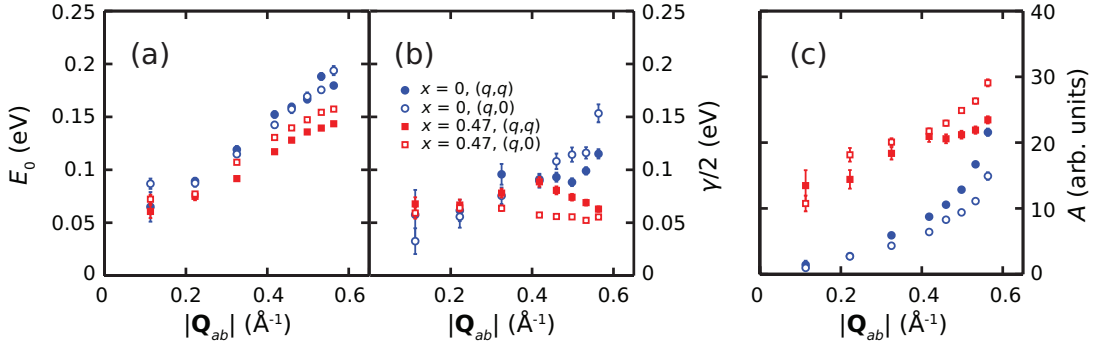 (a)
0.25
0.2
0.15
0.1
0.05
0
E0 (eV)
0 0.2 0.4 0.6
|Qab| (Å-1)
(b)
x = 0, (q,q)
x = 0, (q,0)
x = 0.47, (q,q)
x = 0.47, (q,0)
0.25
0.2
0.15
0.1
0.05
0
γ/2 (eV)
0 0.2 0.4 0.6
|Qab| (Å-1)
(c)
40
30
20
10
0
A (arb. units)
0 0.2 0.4 0.6
|Qab| (Å-1)